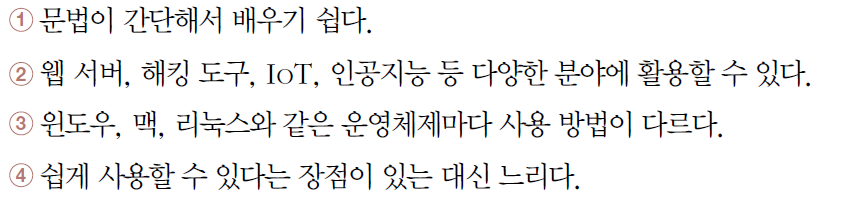 ① 문법이 간단해서 배우기 쉽다.
② 웹 서버, 해킹 도구, IoT, 인공지능 등 다양한 분야에 활용할 수 있다.
③ 윈도우, 맥, 리눅스와 같은 운영체제마다 사용 방법이 다르다.
④ 쉽게 사용할 수 있다는 장점이 있는 대신 느리다.